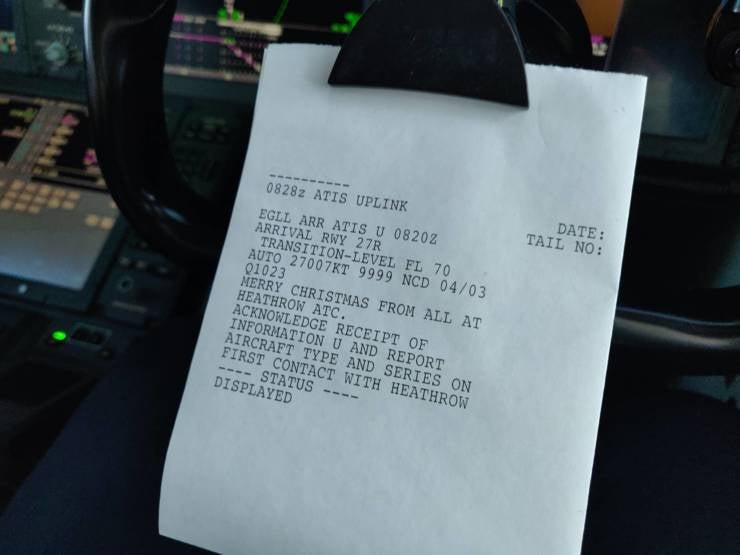 ----------
0828z ATIS UPLINK
DATE:
TAIL NO:
EGLL ARR ATIS U 0820Z
ARRIVAL RWY 27R
TRANSITION-LEVEL FL 70
AUTO 27007KT 9999 NCD 04/03
Q1023
MERRY CHRISTMAS FROM ALL AT
HEATHROW ATC.
ACKNOWLEDGE RECEIPT OF
INFORMATION U AND REPORT
AIRCRAFT TYPE AND SERIES ON
FIRST CONTACT WITH HEATHROW
---- STATUS ----
DISPLAYED